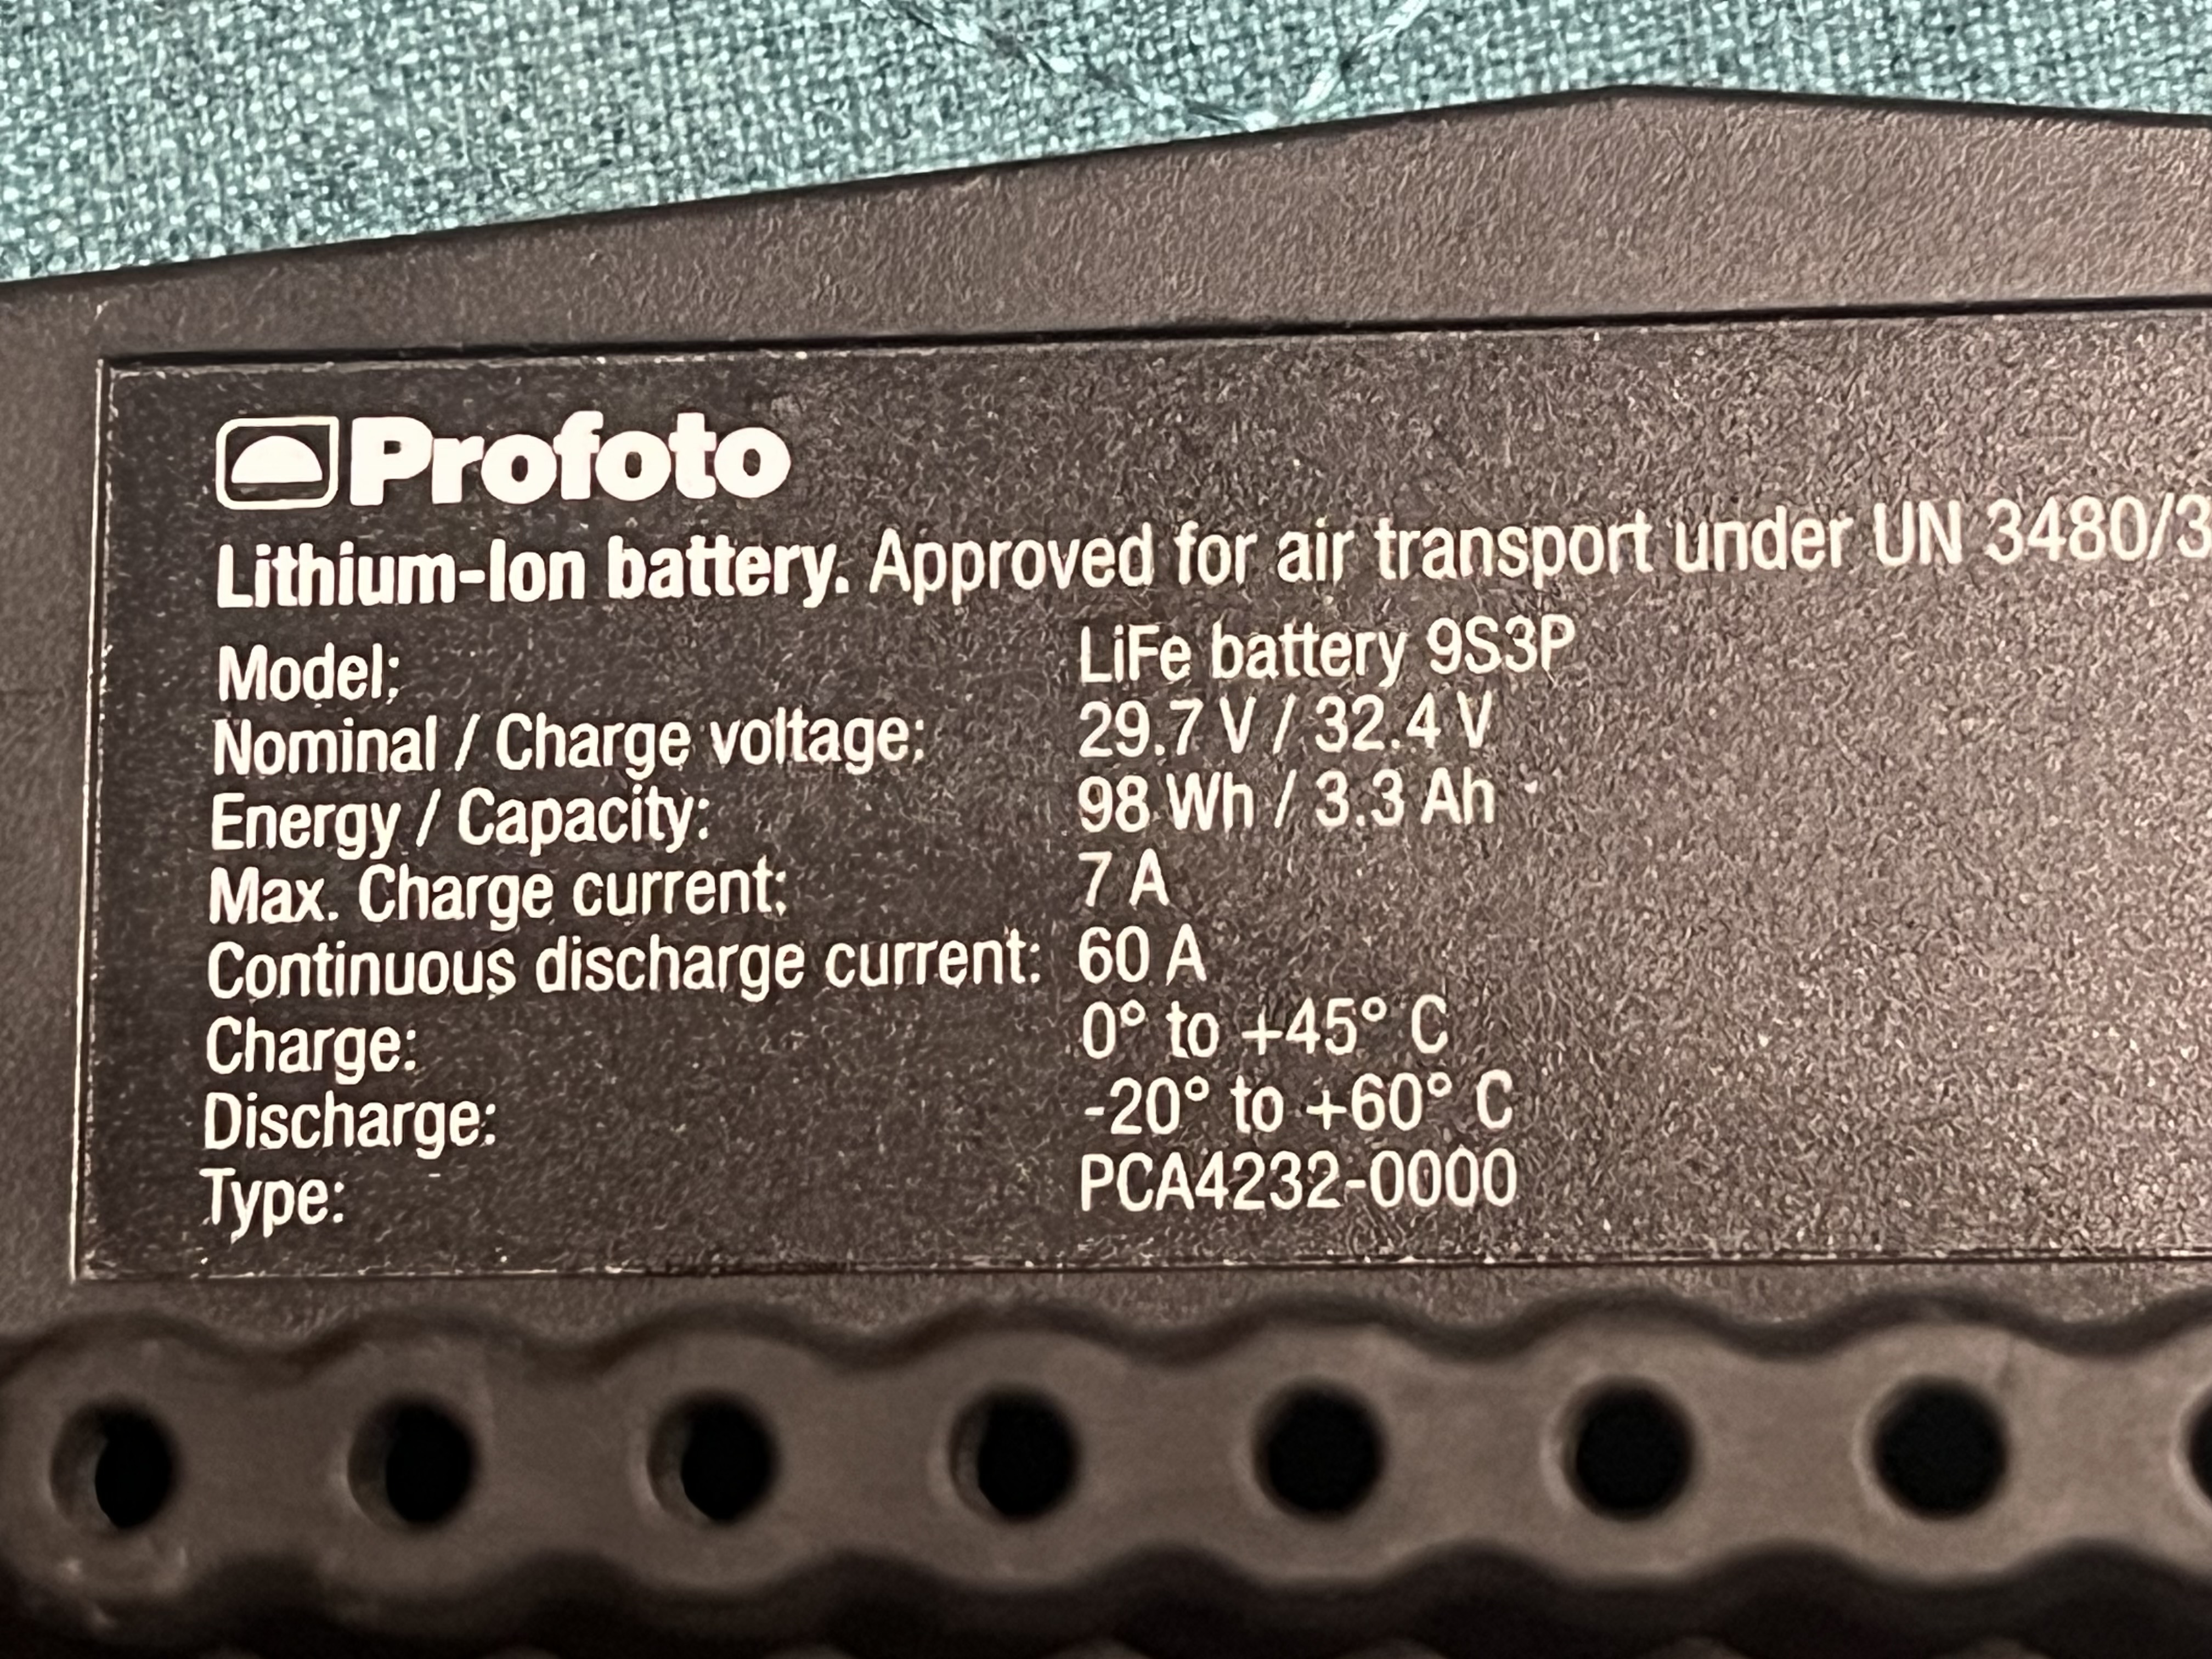 Profoto
Lithium-Ion battery. Approved for air transport under UN 3480/3
Model: LiFe battery 9S3P
Nominal / Charge voltage: 29.7 V / 32.4 V
Energy / Capacity: 98 Wh / 3.3 Ah
Max. Charge current: 7 A
Continuous discharge current: 60 A
Charge: 0° to +45° C
Discharge: -20° to +60° C
Type: PCA4232-0000